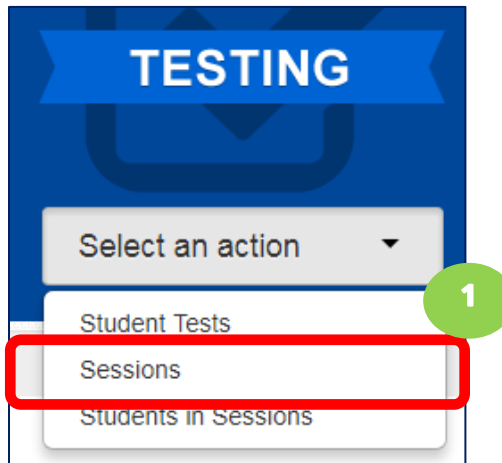 TESTING
Select an action
1
Student Tests
Sessions
Students in Sessions